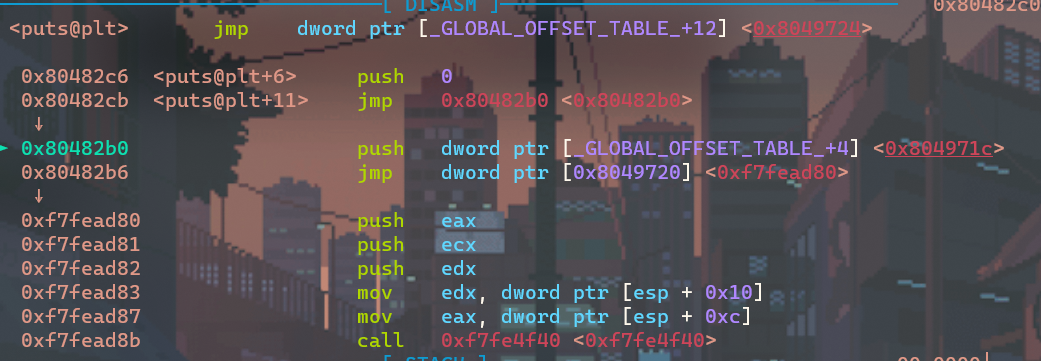 [ DISASM ]
0x80482c0
<puts@plt> jmp dword ptr [_GLOBAL_OFFSET_TABLE_+12] <0x8049724>
0x80482c6 <puts@plt+6> push 0
0x80482cb <puts@plt+11> jmp 0x80482b0 <0x80482b0>
↓
► 0x80482b0 push dword ptr [_GLOBAL_OFFSET_TABLE_+4] <0x804971c>
0x80482b6 jmp dword ptr [0x8049720] <0xf7fead80>
↓
0xf7fead80 push eax
0xf7fead81 push ecx
0xf7fead82 push edx
0xf7fead83 mov edx, dword ptr [esp + 0x10]
0xf7fead87 mov eax, dword ptr [esp + 0xc]
0xf7fead8b call 0xf7fe4f40 <0xf7fe4f40>
[ STACK ]